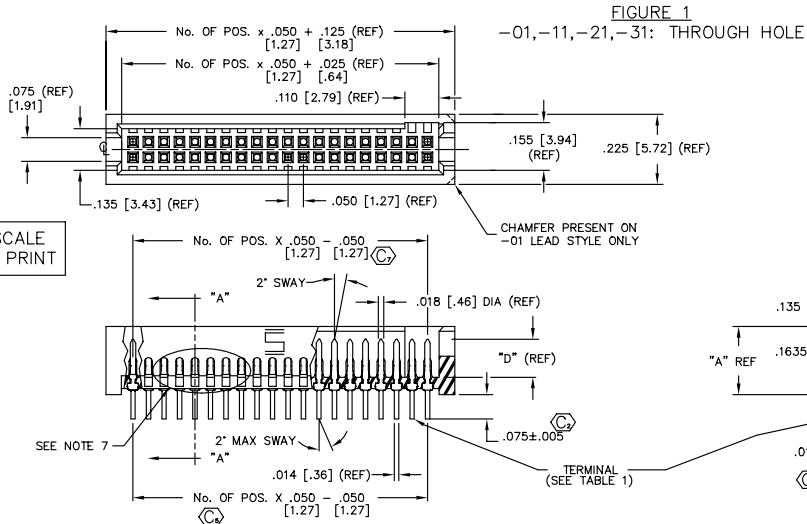 FIGURE 1
-01,-11,-21,-31: THROUGH HOLE
No. OF POS. x .050 + .125 (REF)
[1.27] [3.18]
No. OF POS. x .050 + .025 (REF)
[1.27] [.64]
.075 (REF)
[1.91]
.110 [2.79] (REF)
.155 [3.94]
(REF)
.225 [5.72] (REF)
.135 [3.43] (REF)
.050 [1.27] (REF)
CHAMFER PRESENT ON
-01 LEAD STYLE ONLY
SCALE
PRINT
No. OF POS. X .050 - .050
[1.27] [1.27]
C7
2° SWAY
"A"
.018 [.46] DIA (REF)
.135
"D" (REF)
"A" REF
.1635
C2
.075±.005
SEE NOTE 7
2° MAX SWAY
"A"
.014 [.36] (REF)
TERMINAL
(SEE TABLE 1)
.01
No. OF POS. X .050 - .050
[1.27] [1.27]